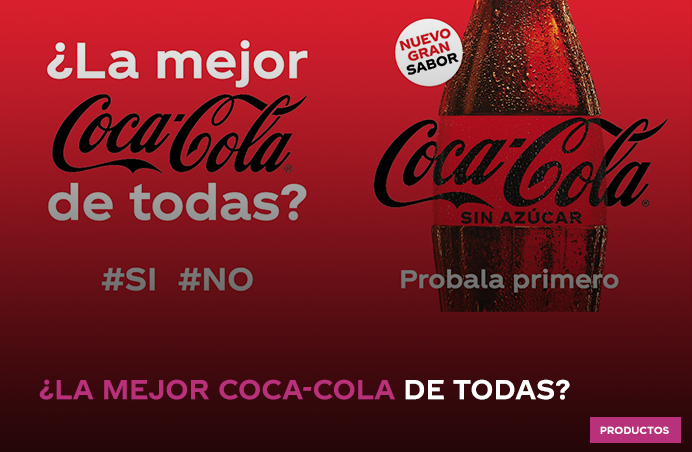 ¿La mejor
Coca-Cola
de todas?
#SI #NO
NUEVO
GRAN
SABOR
Coca-Cola
SIN AZÚCAR
Probala primero
¿LA MEJOR COCA-COLA DE TODAS?
PRODUCTOS